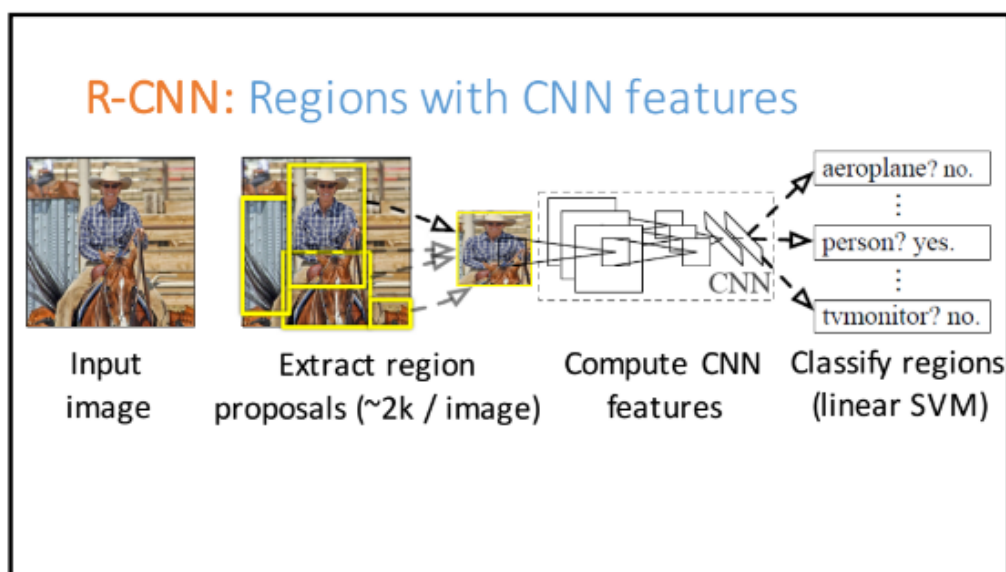 R-CNN: Regions with CNN features
aeroplane? no.
⋮
person? yes.
⋮
tvmonitor? no.
CNN
Input
image
Extract region
proposals (~2k / image)
Compute CNN
features
Classify regions
(linear SVM)